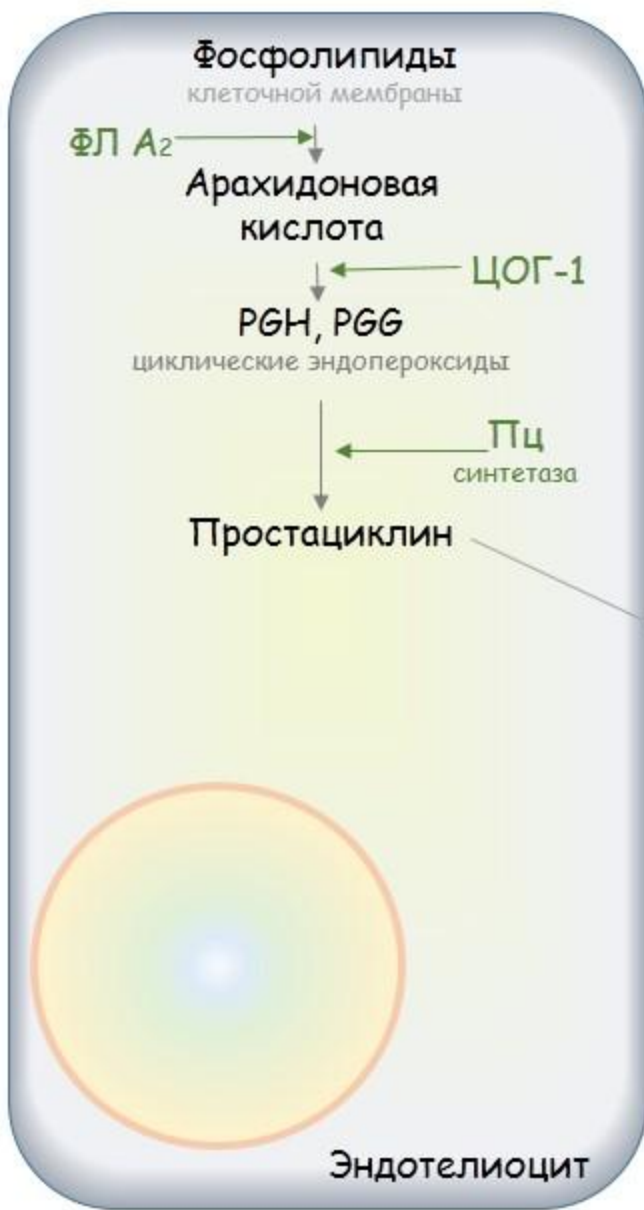 Фосфолипиды
клеточной мембраны
ФЛ А₂
Арахидоновая
кислота
ЦОГ-1
PGH, PGG
циклические эндопероксиды
Пц
синтетаза
Простациклин
Эндотелиоцит